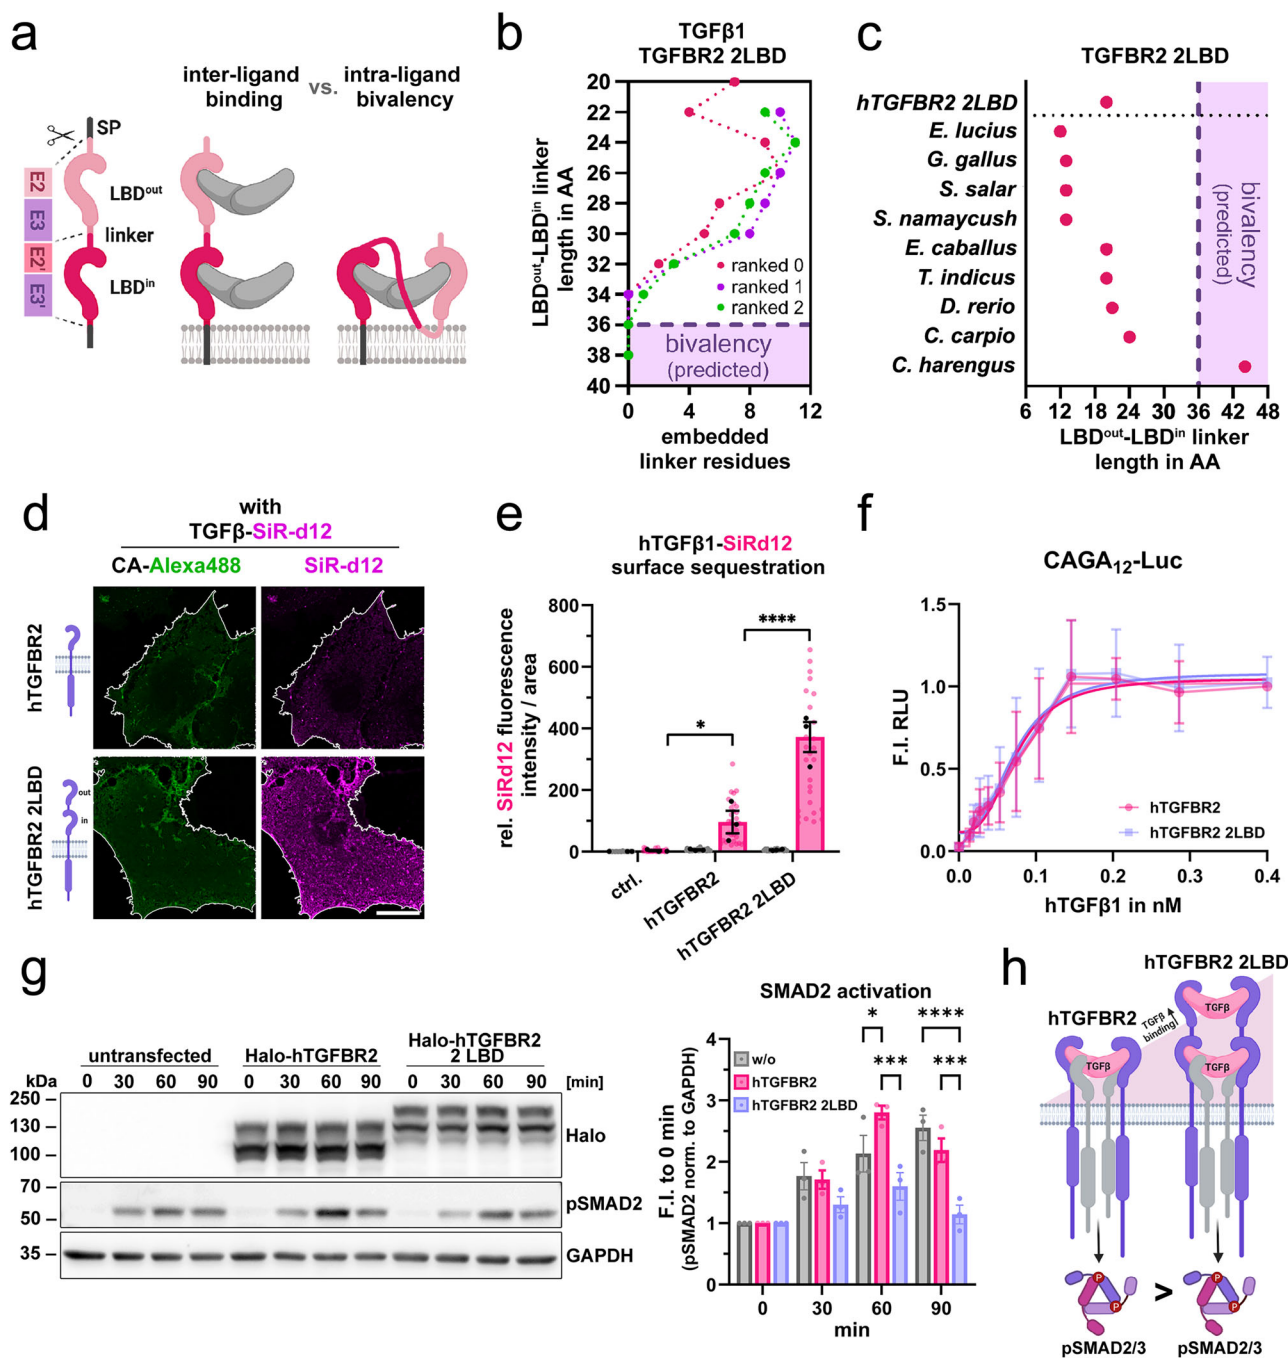 a
inter-ligand
binding
vs.
intra-ligand
bivalency
SP
E2
E3
E2'
E3'
LBDout
linker
LBDin
b
TGFβ1
TGFBR2 2LBD
LBDout-LBDin linker
length in AA
20
22
24
26
28
30
32
34
36
38
40
ranked 0
ranked 1
ranked 2
bivalency
(predicted)
0
4
8
12
embedded
linker residues
c
TGFBR2 2LBD
hTGFBR2 2LBD
E. lucius
G. gallus
S. salar
S. namaycush
E. caballus
T. indicus
D. rerio
C. carpio
C. harengus
bivalency
(predicted)
6
12
18
24
30
36
42
48
LBDout-LBDin linker
length in AA
d
with
TGFβ-SiR-d12
CA-Alexa488
SiR-d12
hTGFBR2
hTGFBR2 2LBD
out
in
e
hTGFβ1-SiRd12
surface sequestration
rel. SiRd12 fluorescence
intensity / area
800
600
400
200
0
*
****
ctrl.
hTGFBR2
hTGFBR2 2LBD
f
CAGA12-Luc
F.I. RLU
1.5
1.0
0.5
0.0
hTGFBR2
hTGFBR2 2LBD
0.0
0.1
0.2
0.3
0.4
hTGFβ1 in nM
g
untransfected
Halo-hTGFBR2
Halo-hTGFBR2
2 LBD
kDa
0 30 60 90
0 30 60 90
0 30 60 90
[min]
250
130
100
Halo
70
50
pSMAD2
35
GAPDH
SMAD2 activation
F.I. to 0 min
(pSMAD2 norm. to GAPDH)
4
3
2
1
0
w/o
hTGFBR2
hTGFBR2 2LBD
*
***
****
***
0
30
60
90
min
h
hTGFBR2 2LBD
hTGFBR2
TGFβ
binding
TGFβ
TGFβ
TGFβ
P
P
>
P
P
pSMAD2/3
pSMAD2/3